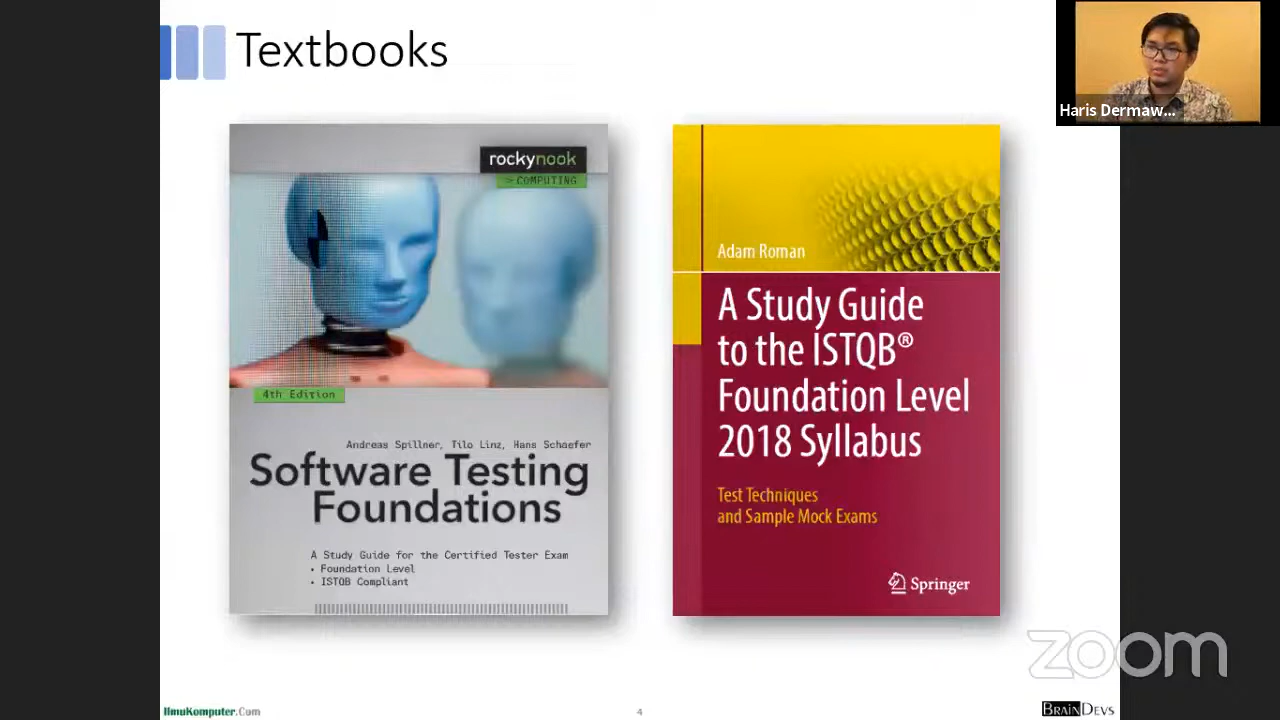 Textbooks
Haris Dermaw...
rockynook
> COMPUTING
4th Edition
Andreas Spillner, Tilo Linz, Hans Schaefer
Software Testing
Foundations
A Study Guide for the Certified Tester Exam
• Foundation Level
• ISTQB Compliant
Adam Roman
A Study Guide
to the ISTQB®
Foundation Level
2018 Syllabus
Test Techniques
and Sample Mock Exams
Springer
zoom
IlmuKomputer.Com
4
BRAINDEVS